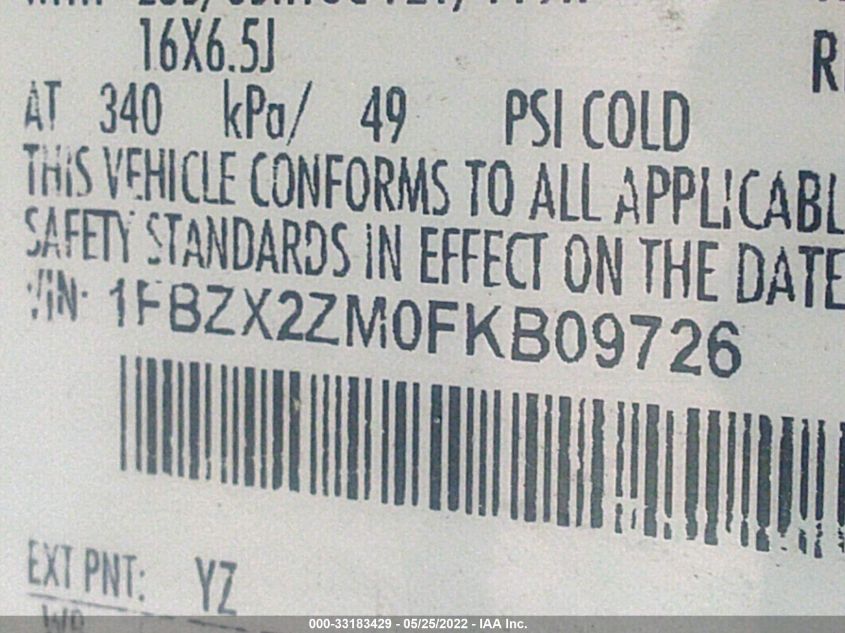 16X6.5J
AT 340 kPa/ 49 PSI COLD
THIS VEHICLE CONFORMS TO ALL APPLICABL
SAFETY STANDARDS IN EFFECT ON THE DATE
VIN: 1FBZX2ZM0FKB09726
EXT PNT: YZ
000-33183429 - 05/25/2022 - IAA Inc.